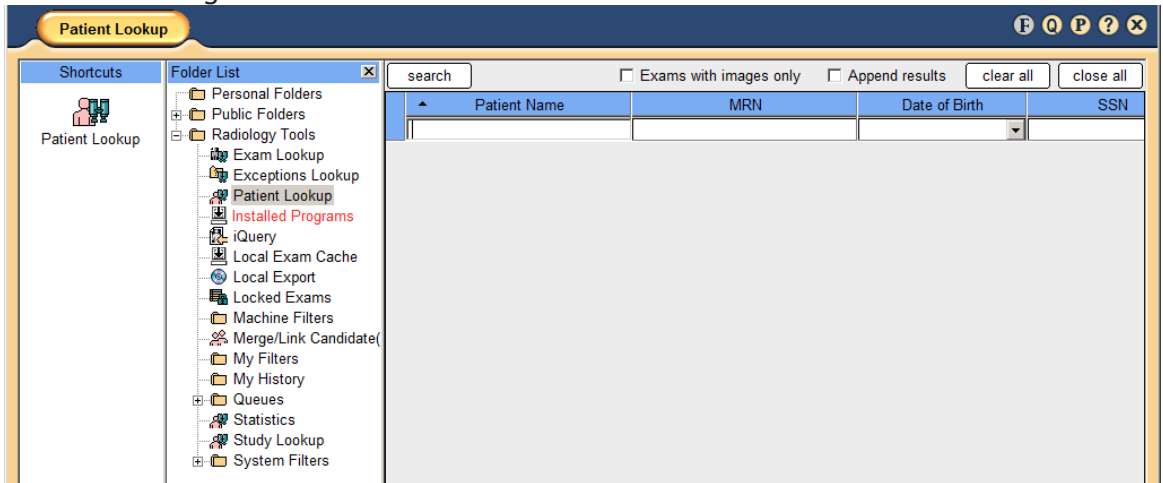 Patient Lookup
F Q P ? X
Shortcuts
Patient Lookup
Folder List
Personal Folders
Public Folders
Radiology Tools
Exam Lookup
Exceptions Lookup
Patient Lookup
Installed Programs
iQuery
Local Exam Cache
Local Export
Locked Exams
Machine Filters
Merge/Link Candidate(
My Filters
My History
Queues
Statistics
Study Lookup
System Filters
search Exams with images only Append results clear all close all
Patient Name MRN Date of Birth SSN